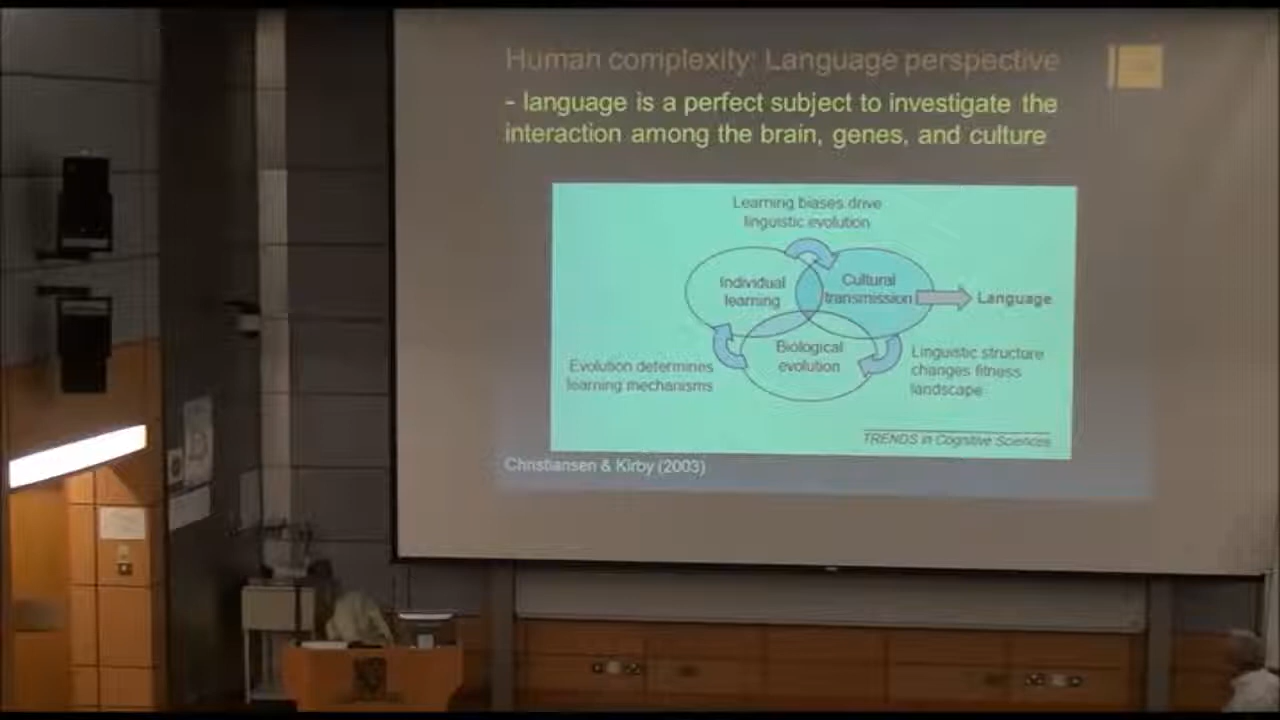 Human complexity: Language perspective
- language is a perfect subject to investigate the
interaction among the brain, genes, and culture
Learning biases drive
linguistic evolution
Individual
learning
Cultural
transmission
Language
Biological
evolution
Evolution determines
learning mechanisms
Linguistic structure
changes fitness
landscape
TRENDS in Cognitive Sciences
Christiansen & Kirby (2003)